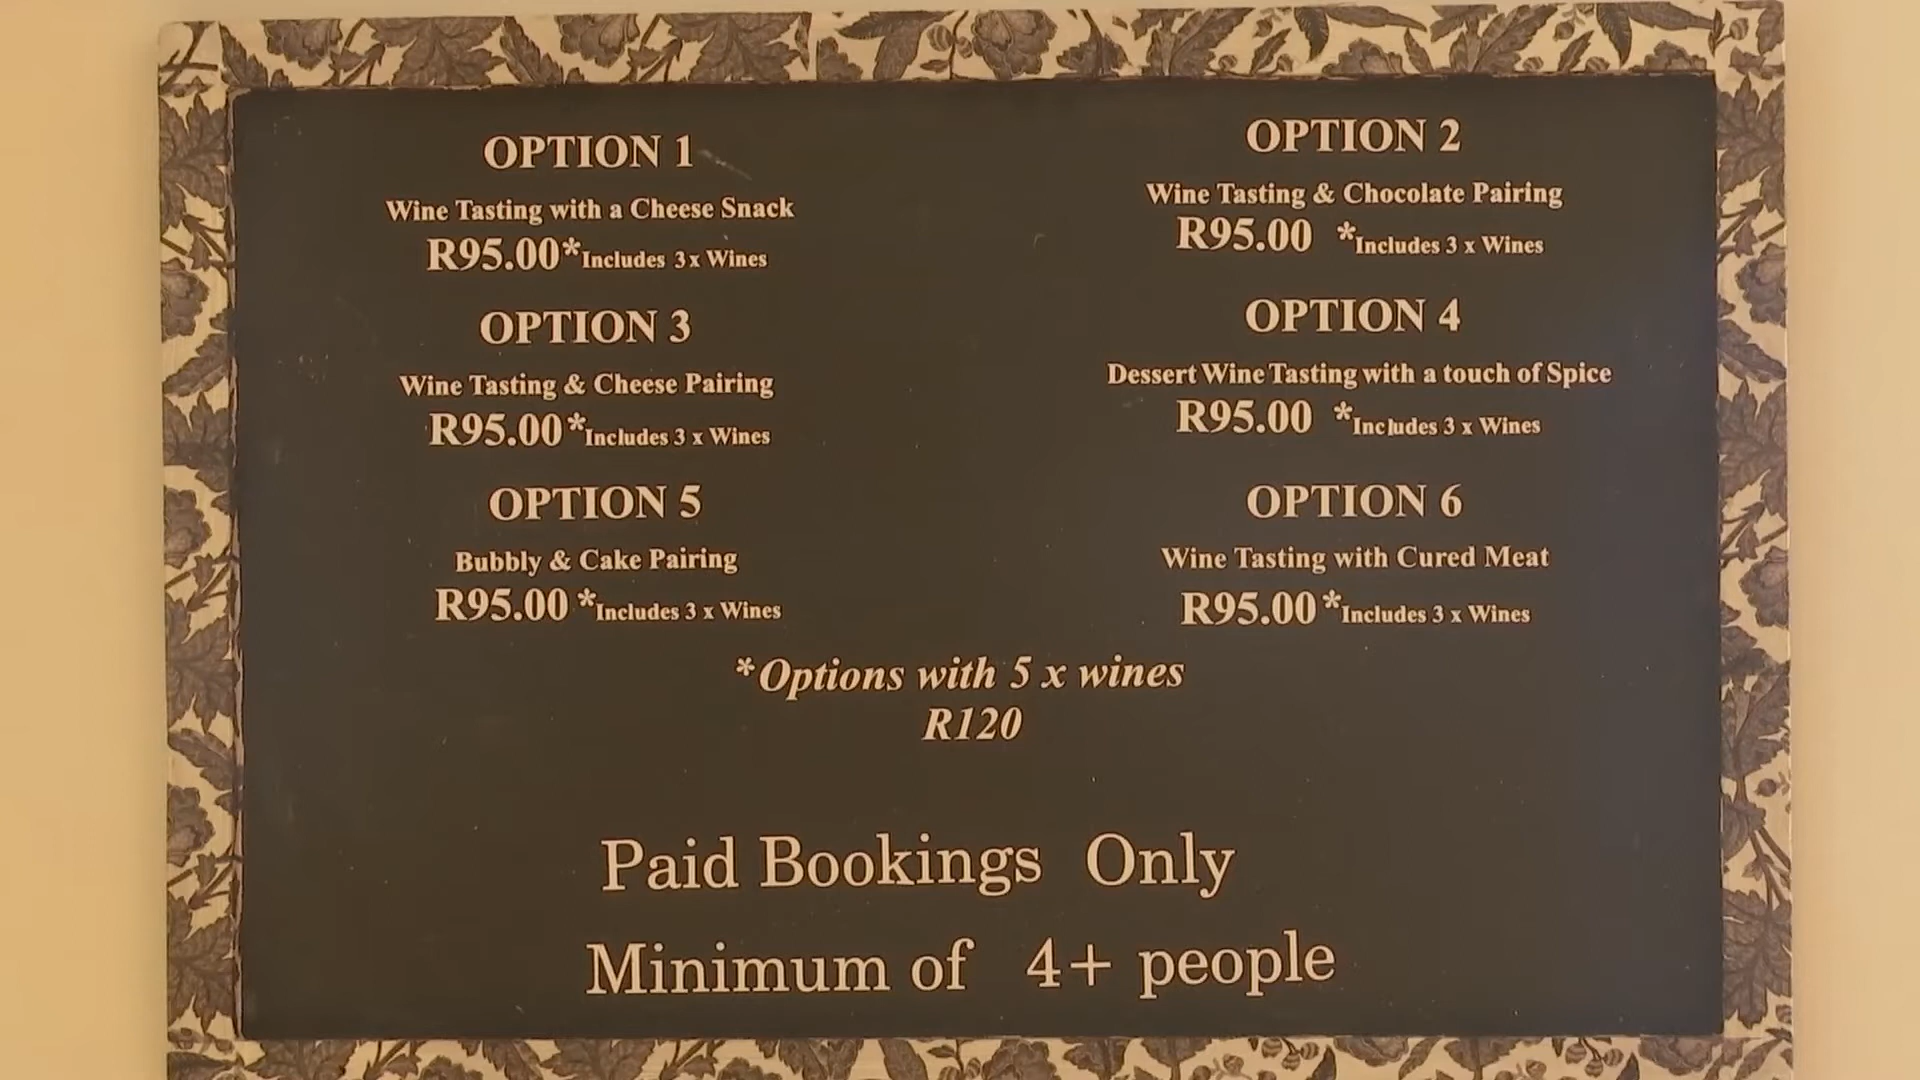 OPTION 1
Wine Tasting with a Cheese Snack
R95.00*Includes 3x Wines
OPTION 2
Wine Tasting & Chocolate Pairing
R95.00 *Includes 3 x Wines
OPTION 3
Wine Tasting & Cheese Pairing
R95.00 *Includes 3 x Wines
OPTION 4
Dessert Wine Tasting with a touch of Spice
R95.00 *Includes 3 x Wines
OPTION 5
Bubbly & Cake Pairing
R95.00 *Includes 3 x Wines
OPTION 6
Wine Tasting with Cured Meat
R95.00 *Includes 3 x Wines
*Options with 5 x wines
R120
Paid Bookings Only
Minimum of 4+ people